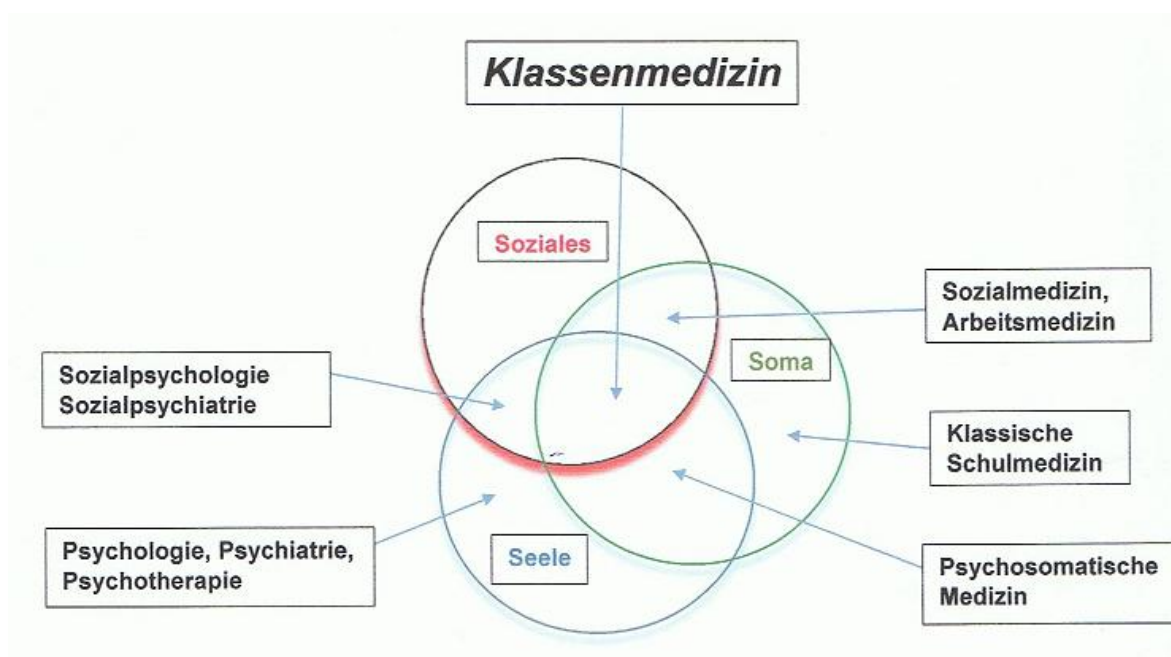 Klassenmedizin
Soziales
Sozialmedizin,
Arbeitsmedizin
Soma
Sozialpsychologie
Sozialpsychiatrie
Klassische
Schulmedizin
Psychologie, Psychiatrie,
Psychotherapie
Seele
Psychosomatische
Medizin